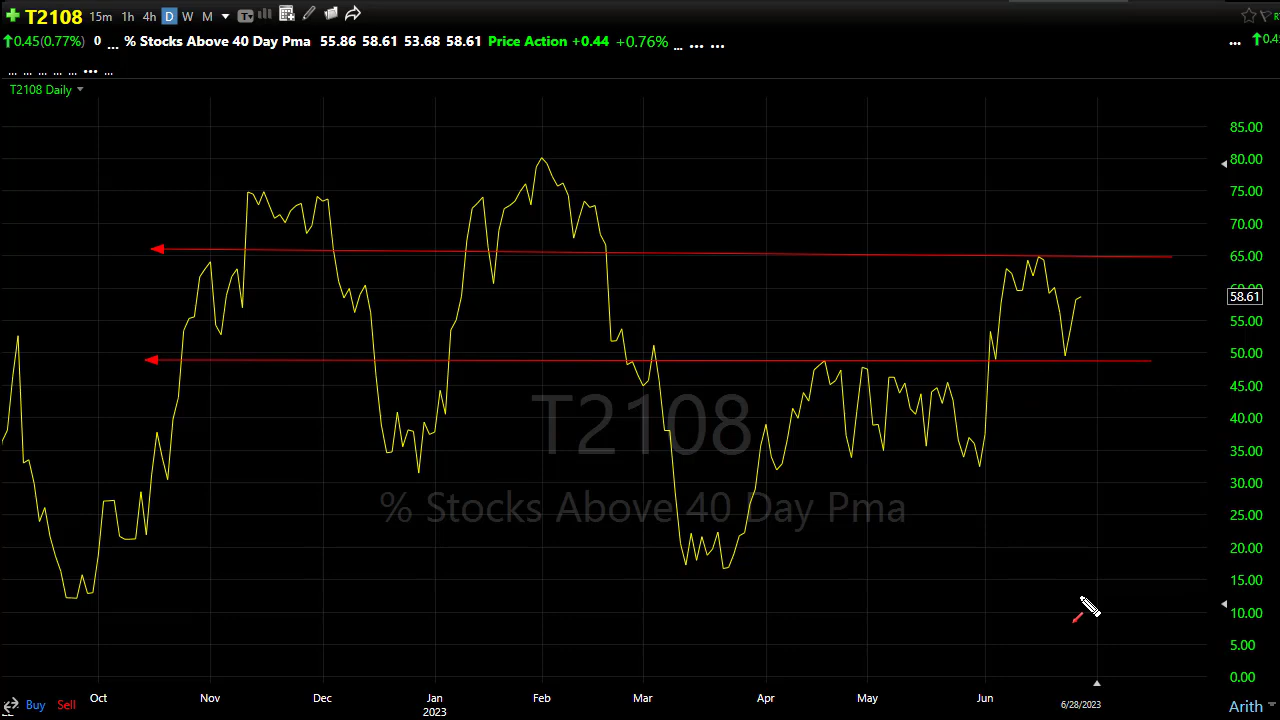 T2108 15m 1h 4h D W M
0.45(0.77%) 0 ... % Stocks Above 40 Day Pma 55.86 58.61 53.68 58.61 Price Action +0.44 +0.76% ... ... ... ... 0.4
... ... ... ... ... ... ...
T2108 Daily
85.00
80.00
75.00
70.00
65.00
60.00
58.61
55.00
50.00
45.00
40.00
35.00
30.00
25.00
20.00
15.00
10.00
5.00
0.00
T2108
% Stocks Above 40 Day Pma
Oct Nov Dec Jan Feb Mar Apr May Jun 6/28/2023
2023
Buy Sell Arith